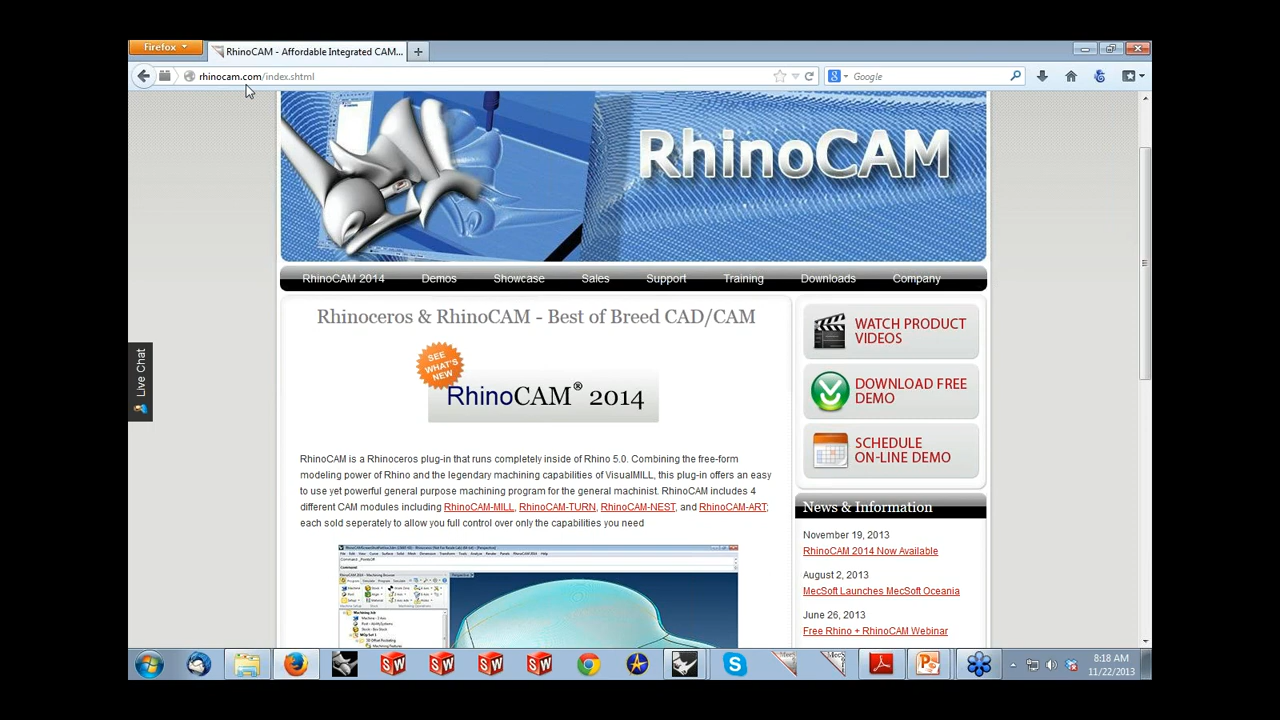 Firefox
RhinoCAM - Affordable Integrated CAM...
rhinocam.com/index.shtml
Google
RhinoCAM
RhinoCAM 2014 Demos Showcase Sales Support Training Downloads Company
Rhinoceros & RhinoCAM - Best of Breed CAD/CAM
SEE
WHAT'S
NEW
RhinoCAM® 2014
RhinoCAM is a Rhinoceros plug-in that runs completely inside of Rhino 5.0. Combining the free-form
modeling power of Rhino and the legendary machining capabilities of VisualMILL, this plug-in offers an easy
to use yet powerful general purpose machining program for the general machinist. RhinoCAM includes 4
different CAM modules including RhinoCAM-MILL, RhinoCAM-TURN, RhinoCAM-NEST, and RhinoCAM-ART;
each sold seperately to allow you full control over only the capabilities you need
WATCH PRODUCT
VIDEOS
DOWNLOAD FREE
DEMO
SCHEDULE
ON-LINE DEMO
News & Information
November 19, 2013
RhinoCAM 2014 Now Available
August 2, 2013
MecSoft Launches MecSoft Oceania
June 26, 2013
Free Rhino + RhinoCAM Webinar
Live Chat
8:18 AM
11/22/2013